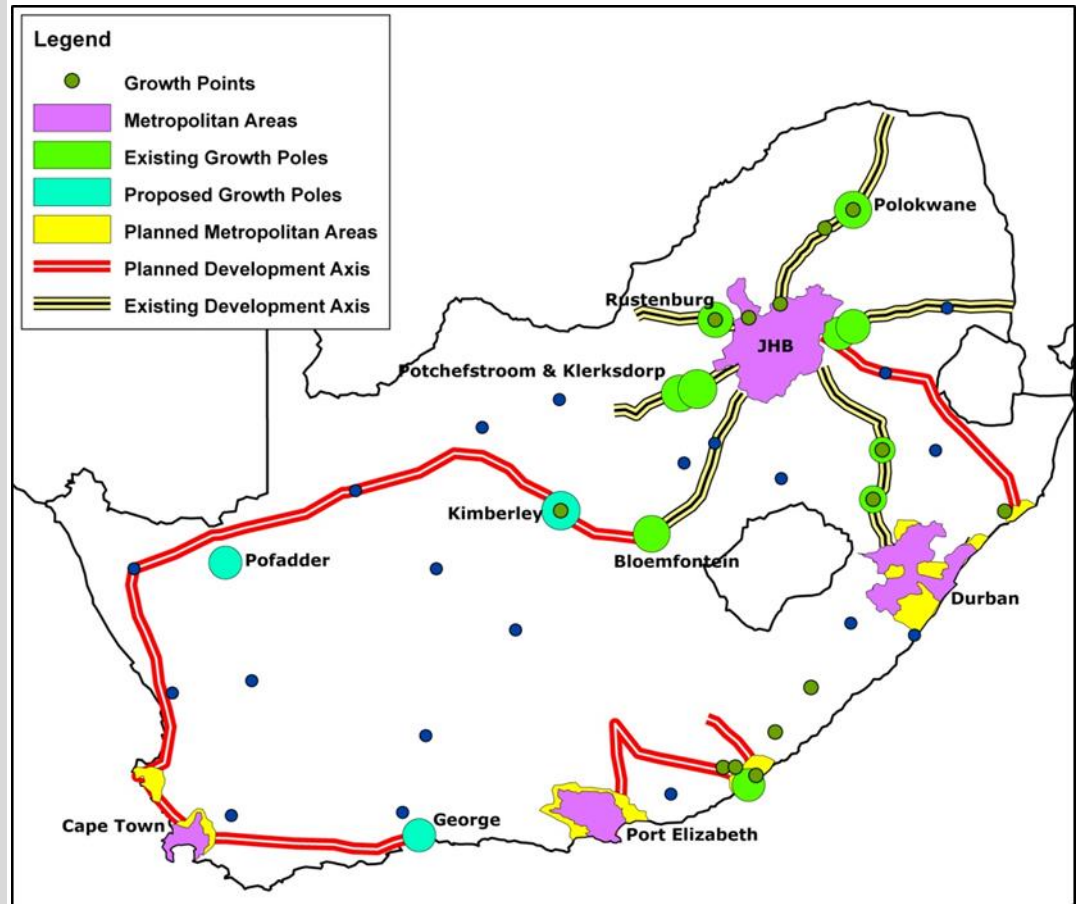 Legend
Growth Points
Metropolitan Areas
Existing Growth Poles
Proposed Growth Poles
Planned Metropolitan Areas
Planned Development Axis
Existing Development Axis
Polokwane
Rustenburg
JHB
Potchefstroom & Klerksdorp
Kimberley
Bloemfontein
Pofadder
Durban
George
Cape Town
Port Elizabeth